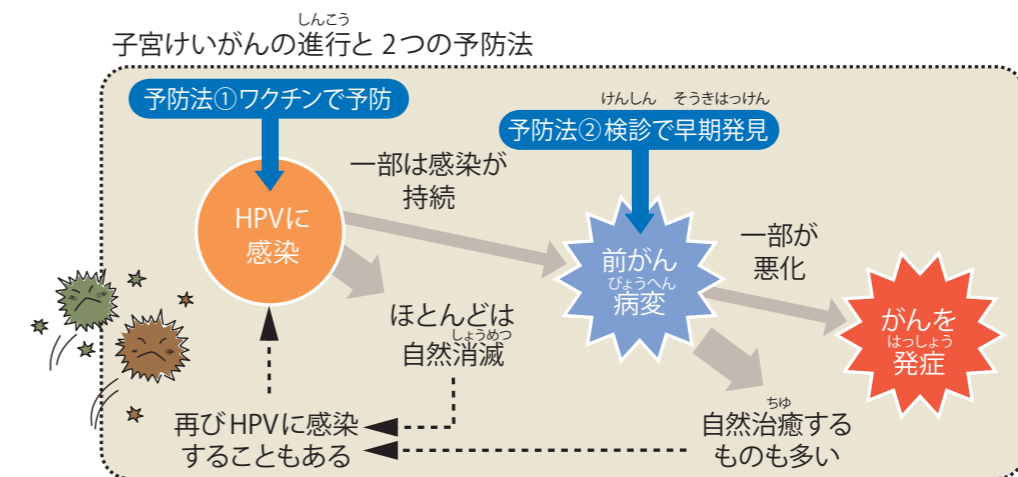 しんこう
子宮けいがんの進行と2つの予防法
予防法①ワクチンで予防
けんしん そうきはっけん
予防法②検診で早期発見
一部は感染が
持続
HPVに
感染
前がん
びょうへん
病変
一部が
悪化
がんを
はっしょう
発症
ほとんどは
しょうめつ
自然消滅
再びHPVに感染
することもある
ちゆ
自然治癒する
ものも多い